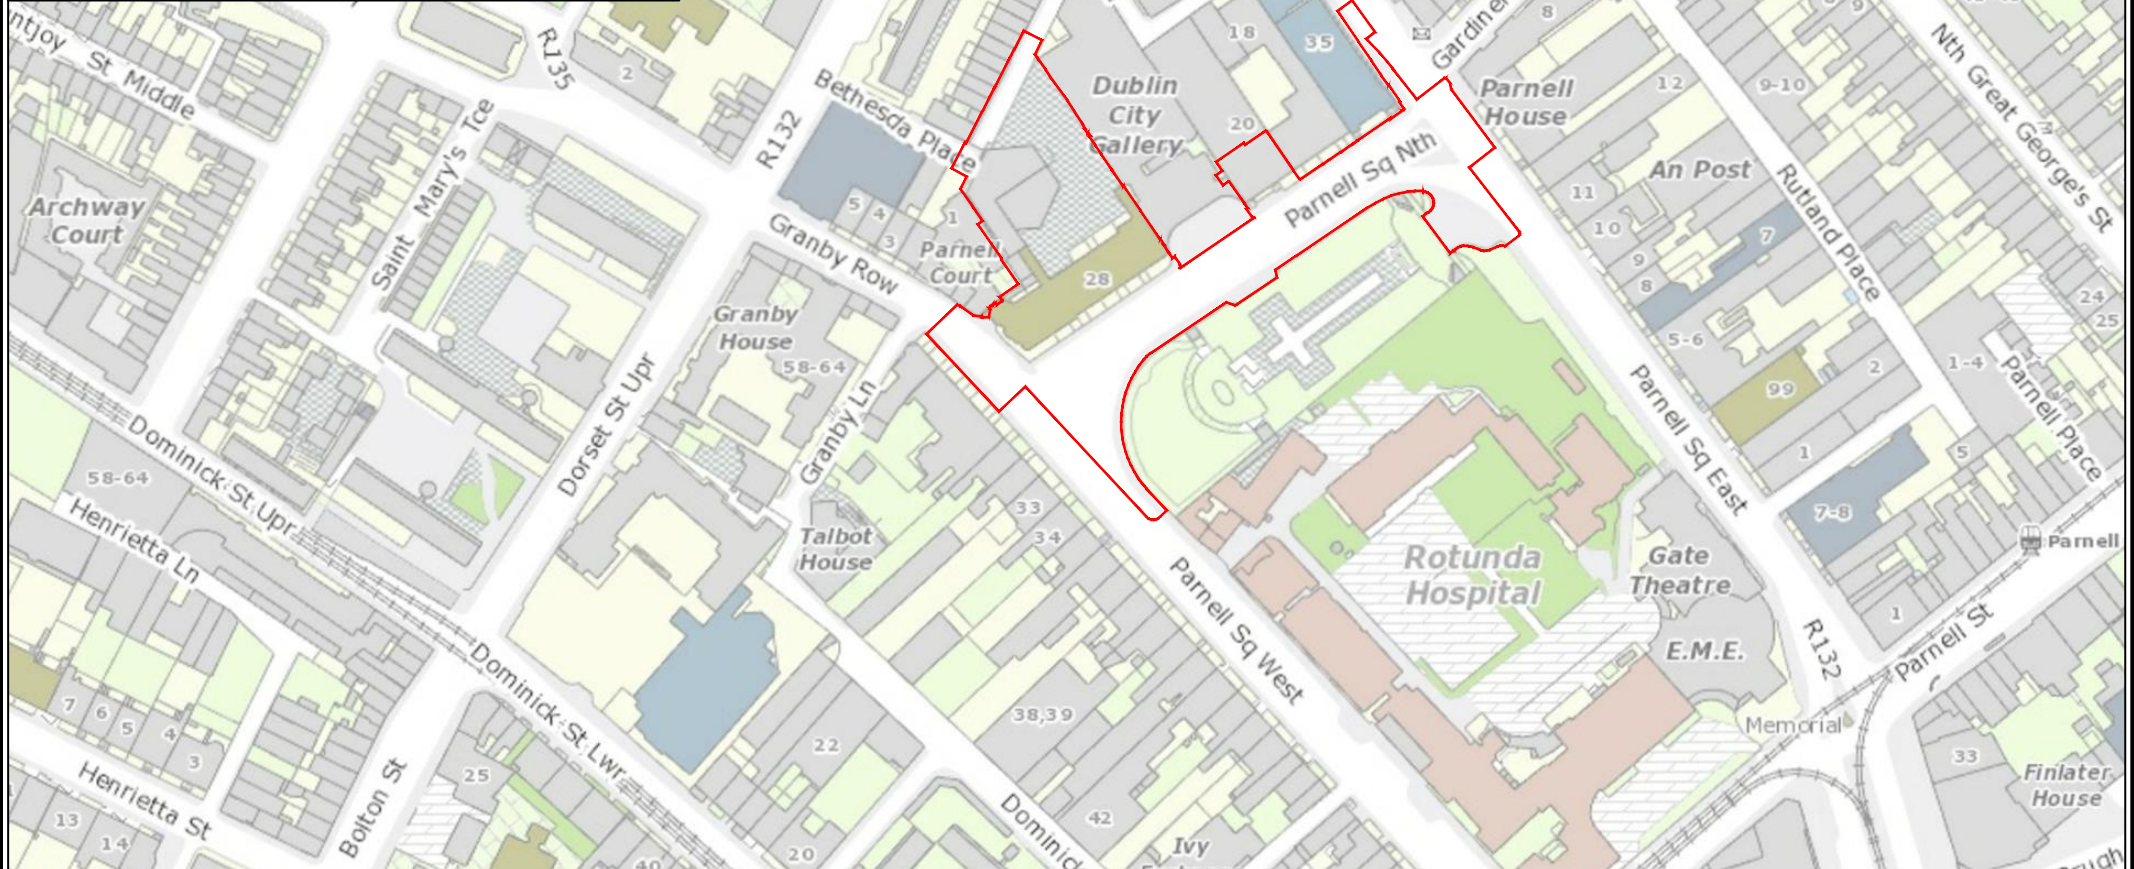 St Middle
R135
2
Bethesda Place
R132
Saint Mary's Tce
Archway
Court
5
4
3
1
Parnell
Court
Granby Row
Granby
House
58-64
Granby Ln
Dorset St Upr
Dominick St Upr
58-64
Henrietta Ln
Talbot
House
33
34
38,39
22
42
20
Ivy
Dominick St Lwr
25
Bolton St
Henrietta St
7
6
5
4
3
13
14
Dublin
City
Gallery
18
20
35
28
Parnell Sq Nth
8
9
Parnell
House
12
9-10
An Post
11
10
9
8
7
5-6
99
2
1
1-4
5
7-8
1
24
25
Nth Great George's St
Rutland Place
Parnell Place
Parnell Sq East
Parnell Sq West
Rotunda
Hospital
Gate
Theatre
E.M.E.
R132
Parnell St
Parnell
Memorial
33
Finlater
House